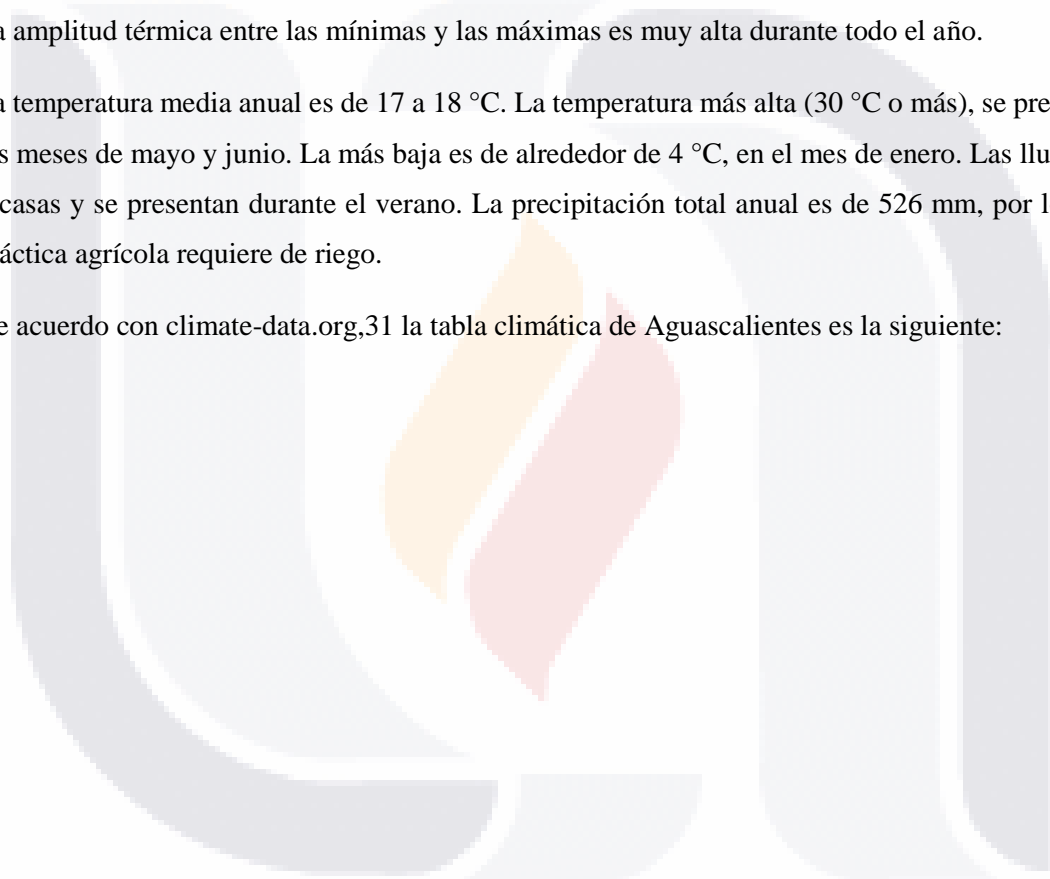 a amplitud térmica entre las mínimas y las máximas es muy alta durante todo el año.
a temperatura media anual es de 17 a 18 °C. La temperatura más alta (30 °C o más), se pre
s meses de mayo y junio. La más baja es de alrededor de 4 °C, en el mes de enero. Las llu
casas y se presentan durante el verano. La precipitación total anual es de 526 mm, por l
áctica agrícola requiere de riego.
e acuerdo con climate-data.org,31 la tabla climática de Aguascalientes es la siguiente: